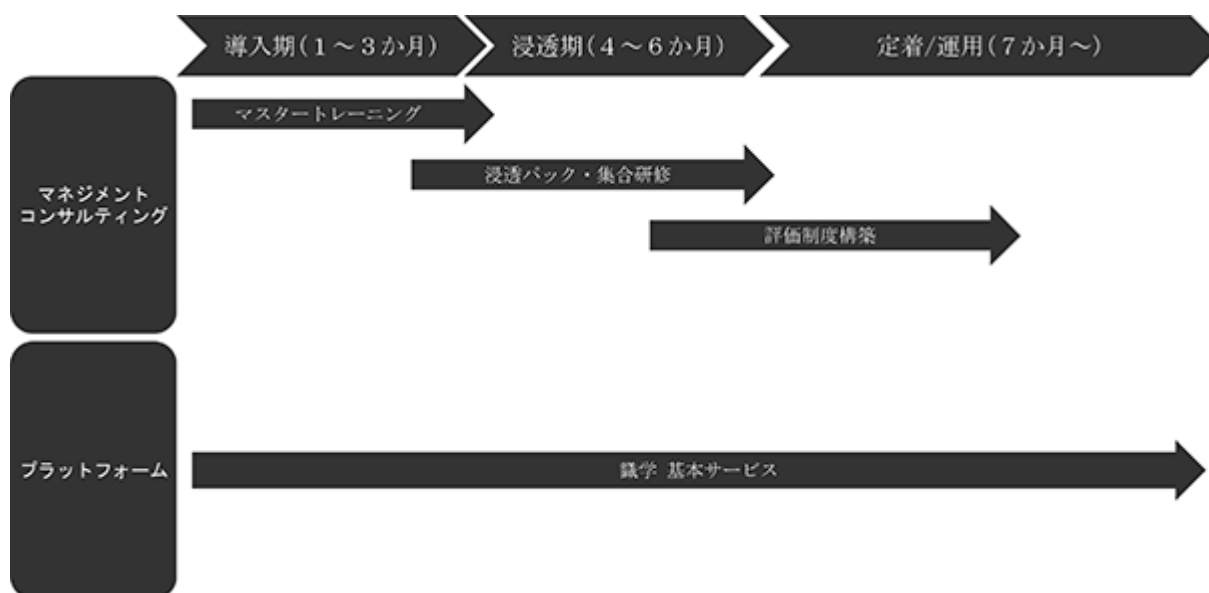 導入期(1～3か月)
浸透期(4～6か月)
定着/運用(7か月～)
マネジメント
コンサルティング
マスタートレーニング
浸透パック・集合研修
評価制度構築
プラットフォーム
識学 基本サービス